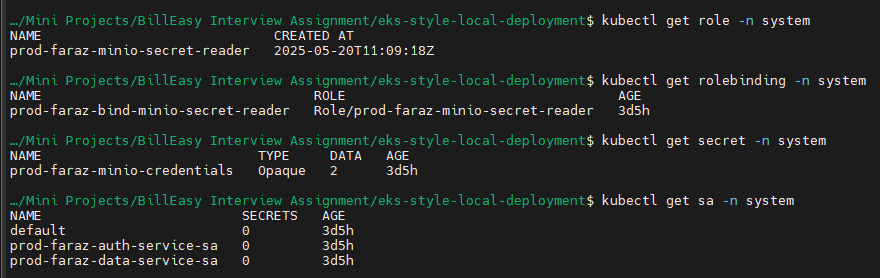 …/Mini Projects/BillEasy Interview Assignment/eks-style-local-deployment$ kubectl get role -n system
NAME                             CREATED AT
prod-faraz-minio-secret-reader   2025-05-20T11:09:18Z
…/Mini Projects/BillEasy Interview Assignment/eks-style-local-deployment$ kubectl get rolebinding -n system
NAME                                  ROLE                                  AGE
prod-faraz-bind-minio-secret-reader   Role/prod-faraz-minio-secret-reader   3d5h
…/Mini Projects/BillEasy Interview Assignment/eks-style-local-deployment$ kubectl get secret -n system
NAME                           TYPE     DATA   AGE
prod-faraz-minio-credentials   Opaque   2      3d5h
…/Mini Projects/BillEasy Interview Assignment/eks-style-local-deployment$ kubectl get sa -n system
NAME                         SECRETS   AGE
default                      0         3d5h
prod-faraz-auth-service-sa   0         3d5h
prod-faraz-data-service-sa   0         3d5h